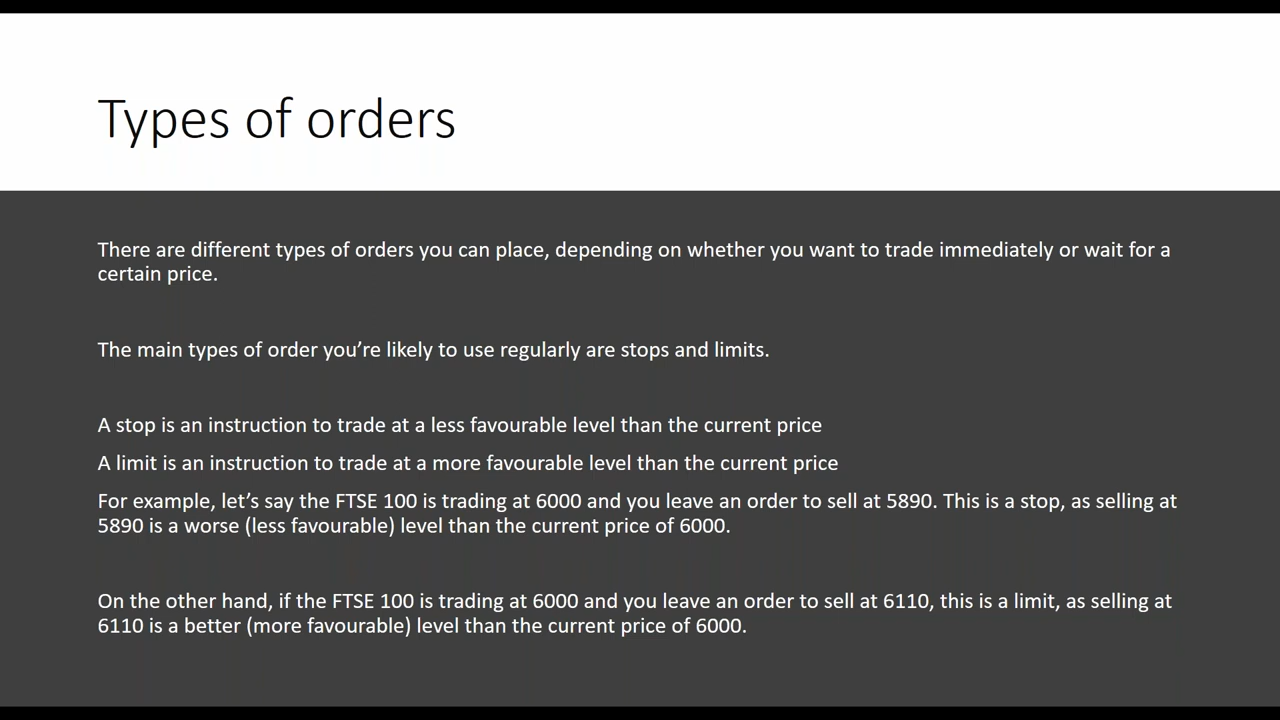 Types of orders
There are different types of orders you can place, depending on whether you want to trade immediately or wait for a
certain price.
The main types of order you’re likely to use regularly are stops and limits.
A stop is an instruction to trade at a less favourable level than the current price
A limit is an instruction to trade at a more favourable level than the current price
For example, let’s say the FTSE 100 is trading at 6000 and you leave an order to sell at 5890. This is a stop, as selling at
5890 is a worse (less favourable) level than the current price of 6000.
On the other hand, if the FTSE 100 is trading at 6000 and you leave an order to sell at 6110, this is a limit, as selling at
6110 is a better (more favourable) level than the current price of 6000.